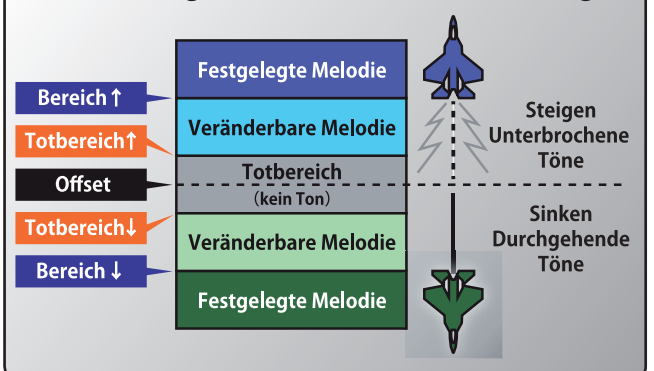 Festgelegte Melodie
Bereich↑
Veränderbare Melodie
Totbereich↑
Steigen
Unterbrochene
Töne
Totbereich
Offset
(kein Ton)
Totbereich↓
Veränderbare Melodie
Sinken
Durchgehende
Töne
Bereich ↓
Festgelegte Melodie